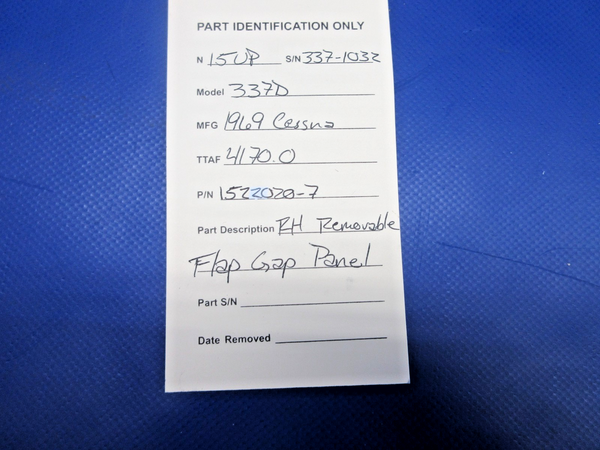 PART IDENTIFICATION ONLY
N 15UP S/N 337-1032
Model 337D
MFG 1969 Cessna
TTAF 4170.0
P/N 1522020-7
Part Description RH Removable
Flap Gap Panel
Part S/N
Date Removed